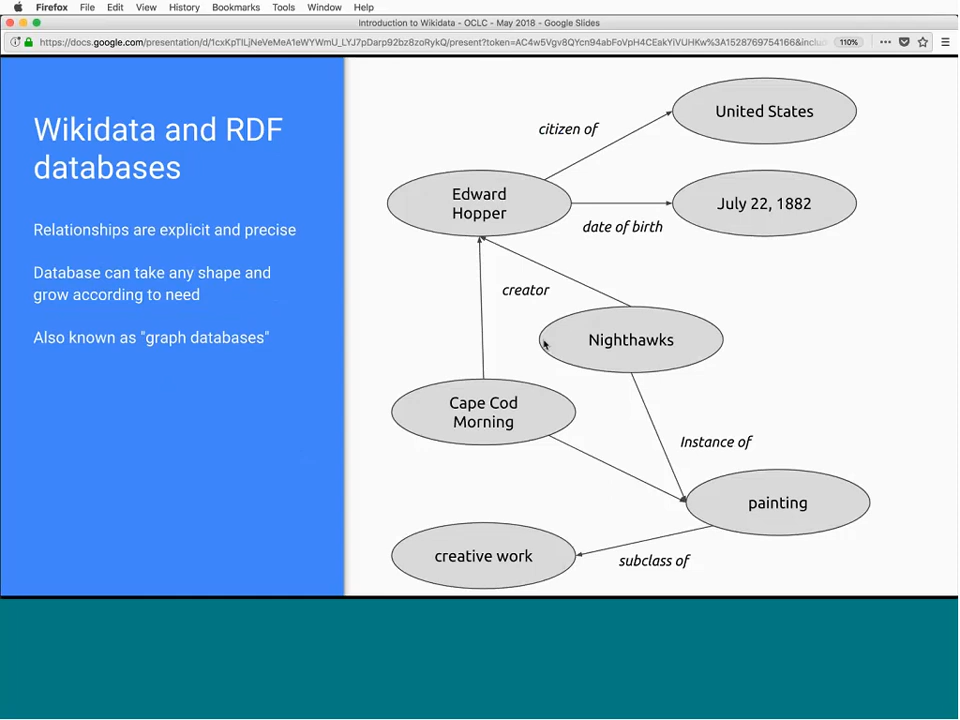 Firefox File Edit View History Bookmarks Tools Window Help
Introduction to Wikidata - OCLC - May 2018 - Google Slides
110%
Wikidata and RDF
databases
Relationships are explicit and precise
Database can take any shape and
grow according to need
Also known as "graph databases"
United States
citizen of
Edward
Hopper
July 22, 1882
date of birth
creator
Nighthawks
Cape Cod
Morning
Instance of
painting
creative work
subclass of